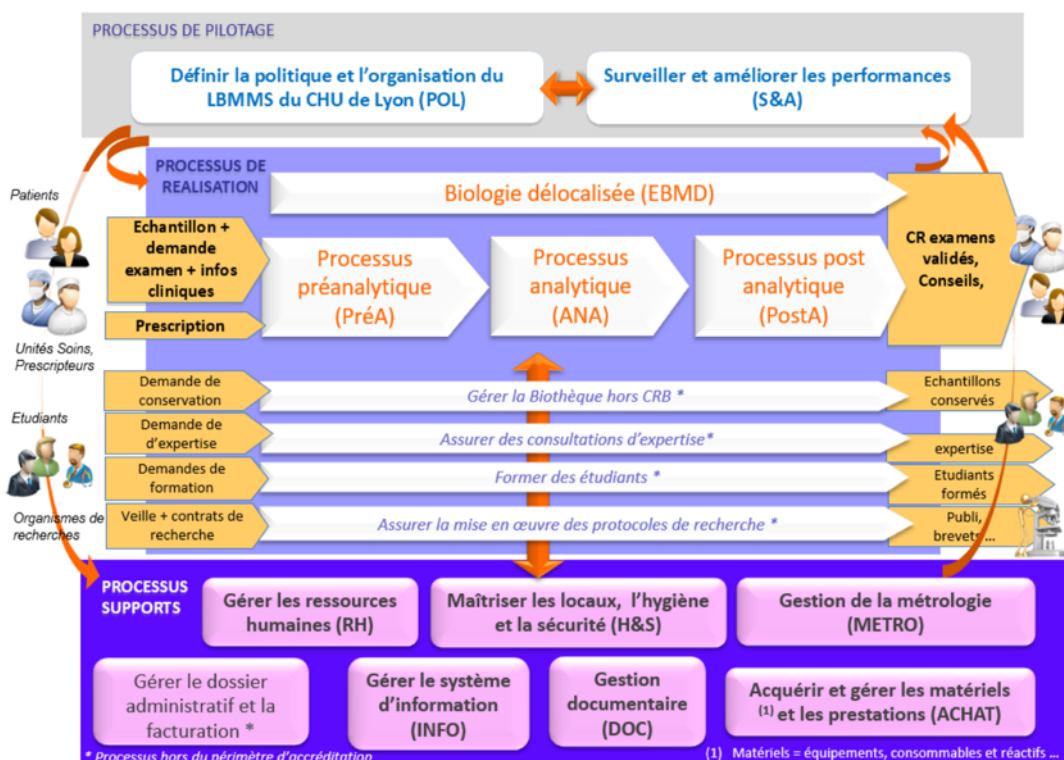 PROCESSUS DE PILOTAGE
Définir la politique et l'organisation du
LBMMS du CHU de Lyon (POL)
Surveiller et améliorer les performances
(S&A)
PROCESSUS DE
REALISATION
Patients
Biologie délocalisée (EBMD)
Echantillon +
demande
examen + infos
cliniques
Prescription
Processus
préanalytique
(PréA)
Processus
analytique
(ANA)
Processus post
analytique
(PostA)
CR examens
validés,
Conseils,
Unités Soins,
Prescripteurs
Demande de
conservation
Gérer la Biothèque hors CRB *
Echantillons
conservés
Etudiants
Demande de
d'expertise
Assurer des consultations d'expertise*
expertise
Demandes de
formation
Former des étudiants *
Etudiants
formés
Organismes de
recherches
Veille + contrats de
recherche
Assurer la mise en œuvre des protocoles de recherche *
Publi,
brevets ...
PROCESSUS
SUPPORTS
Gérer les ressources
humaines (RH)
Maîtriser les locaux, l'hygiène
et la sécurité (H&S)
Gestion de la métrologie
(METRO)
Gérer le dossier
administratif et la
facturation *
Gérer le système
d'information
(INFO)
Gestion
documentaire
(DOC)
Acquérir et gérer les matériels
(1) et les prestations (ACHAT)
* Processus hors du périmètre d'accréditation
(1) Matériels = équipements, consommables et réactifs ...